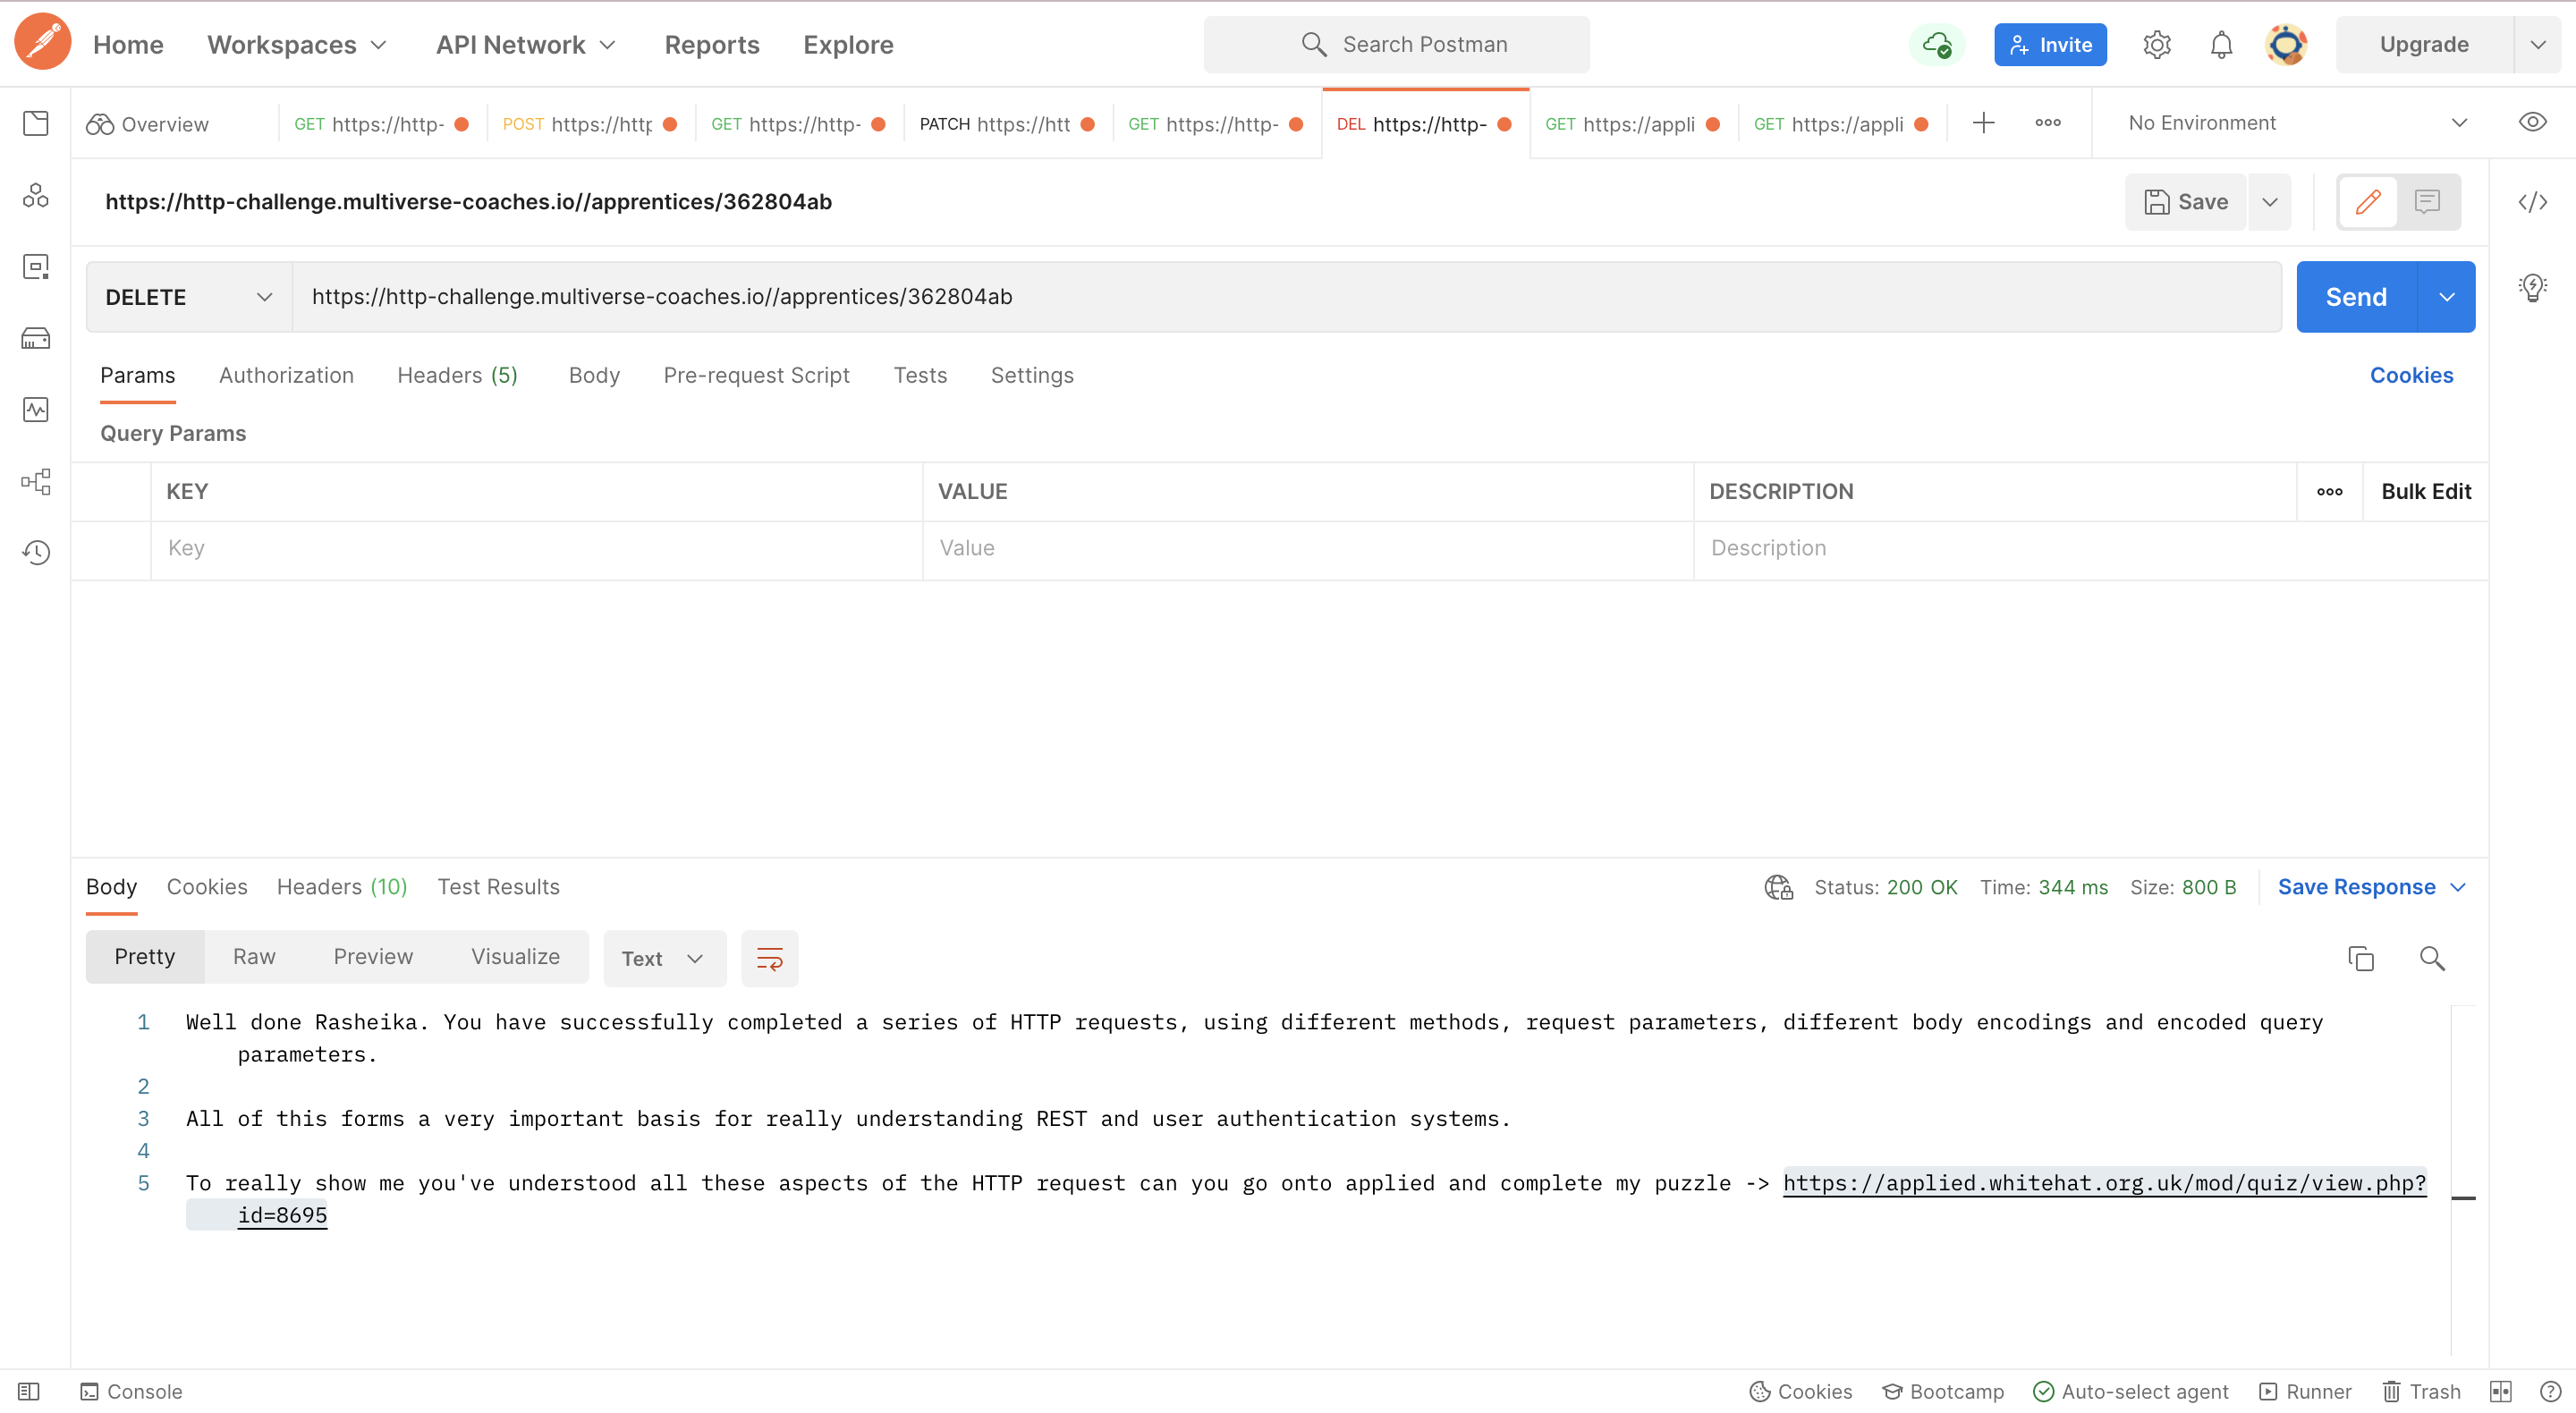 Home Workspaces API Network Reports Explore Search Postman Invite Upgrade
Overview GET https://http- POST https://http GET https://http- PATCH https://htt GET https://http- DEL https://http- GET https://appli GET https://appli No Environment
https://http-challenge.multiverse-coaches.io//apprentices/362804ab Save
DELETE https://http-challenge.multiverse-coaches.io//apprentices/362804ab Send
Params Authorization Headers (5) Body Pre-request Script Tests Settings Cookies
Query Params
KEY VALUE DESCRIPTION Bulk Edit
Key Value Description
Body Cookies Headers (10) Test Results Status: 200 OK Time: 344 ms Size: 800 B Save Response
Pretty Raw Preview Visualize Text
1 Well done Rasheika. You have successfully completed a series of HTTP requests, using different methods, request parameters, different body encodings and encoded query
parameters.
2
3 All of this forms a very important basis for really understanding REST and user authentication systems.
4
5 To really show me you've understood all these aspects of the HTTP request can you go onto applied and complete my puzzle -> https://applied.whitehat.org.uk/mod/quiz/view.php?
id=8695
Console Cookies Bootcamp Auto-select agent Runner Trash